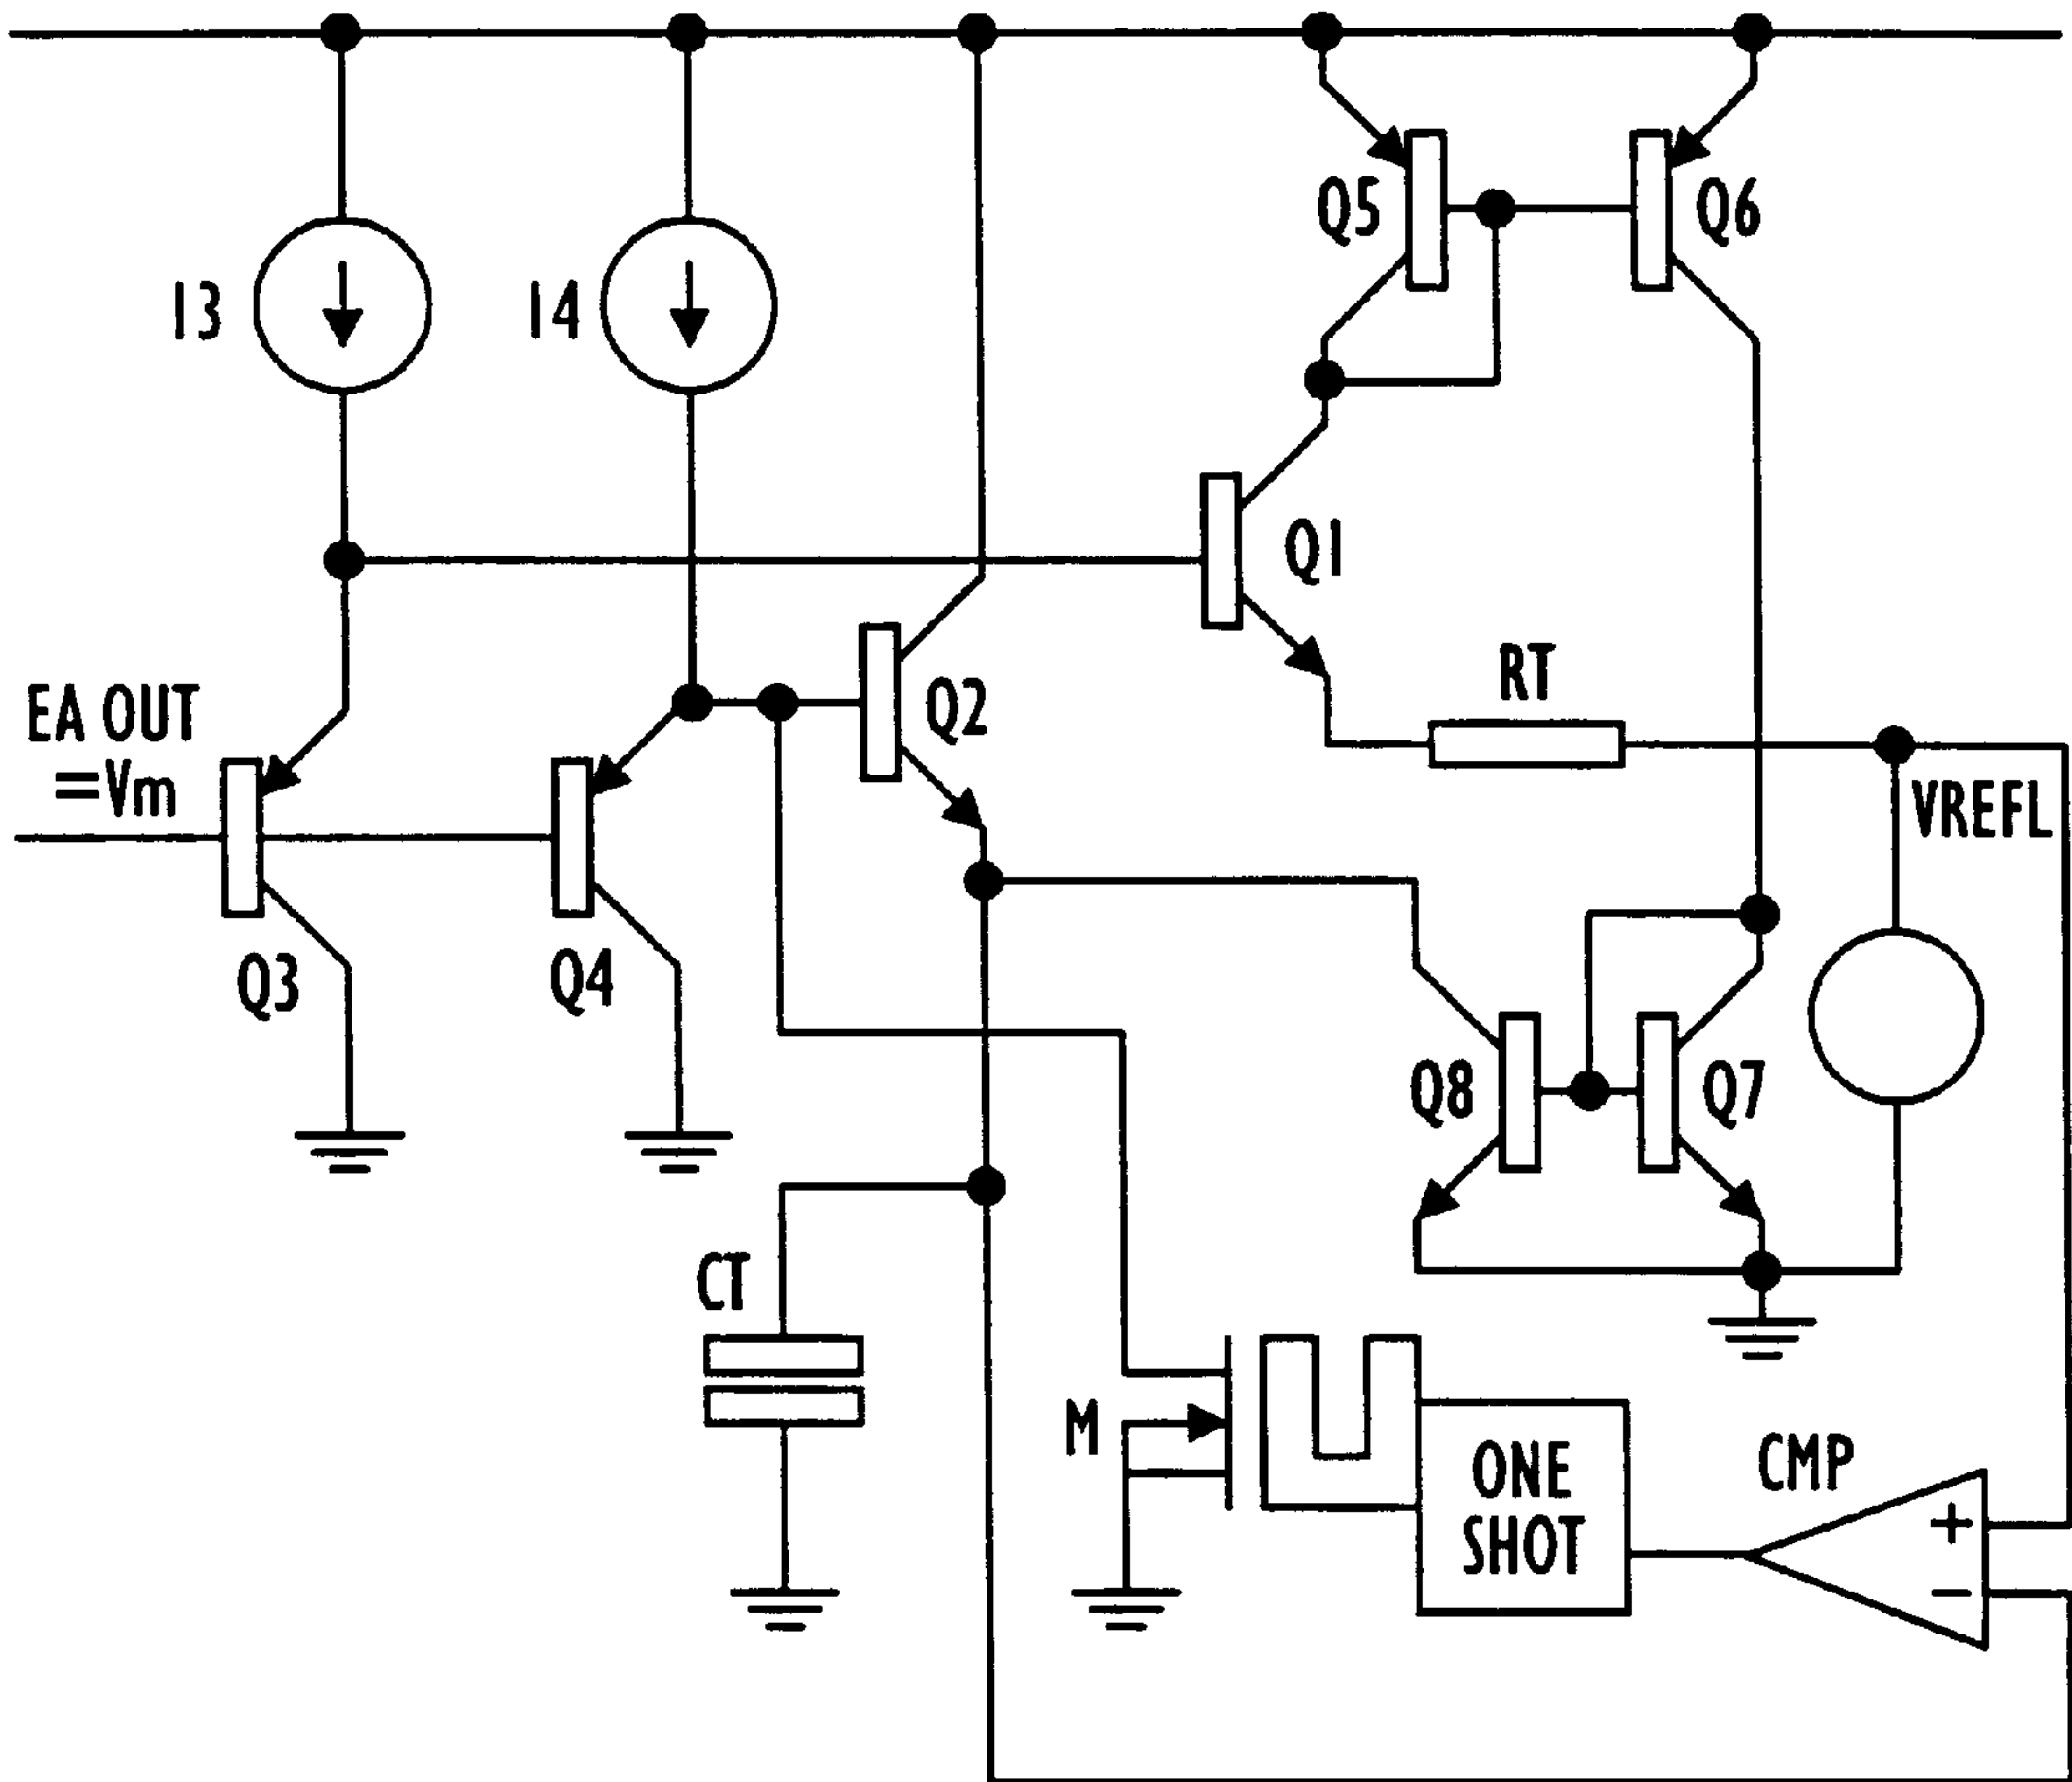 Q5
Q6
I3
I4
Q1
RT
Q2
EA OUT
=Vm
VREFL
Q3
Q4
Q8
Q7
CT
M
ONE
SHOT
CMP
+
−